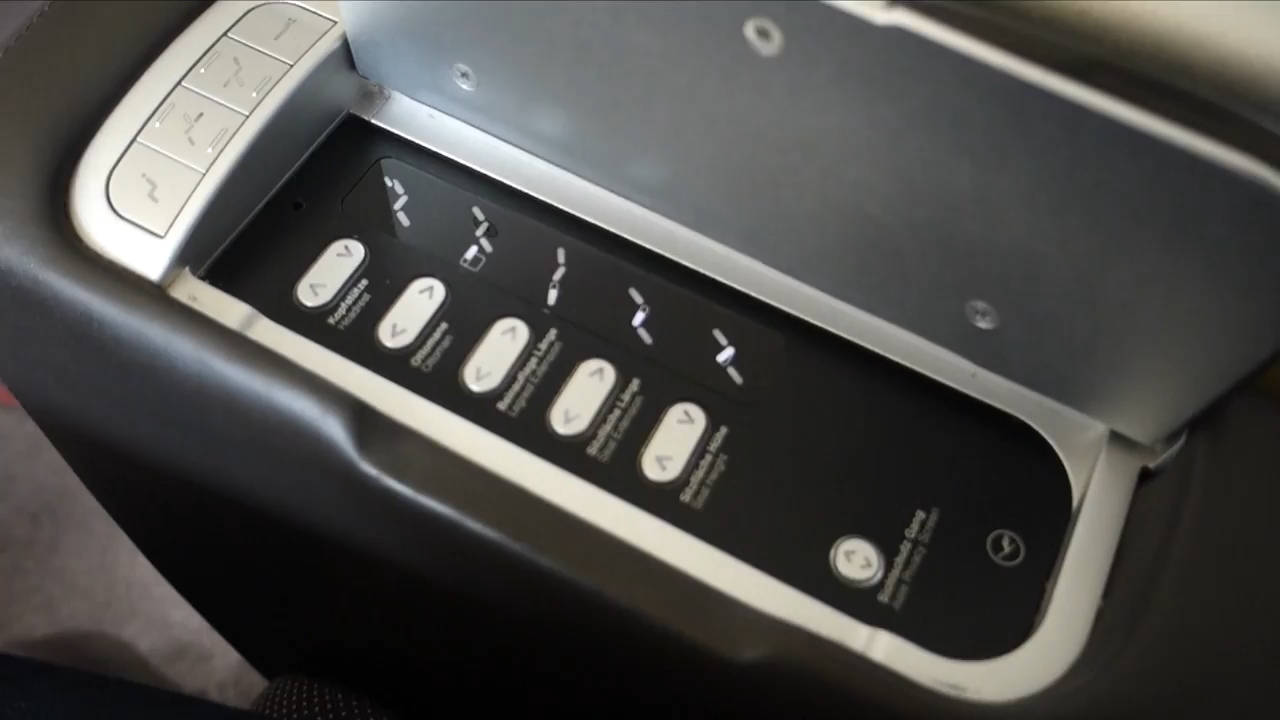 Kopfstütze
Headrest
Ottomane
Ottoman
Beinauflage Länge
Legrest Extension
Sitzfläche Länge
Seat Extension
Sitzfläche Höhe
Seat Height
Sichtschutz Gang
Aisle Privacy Screen